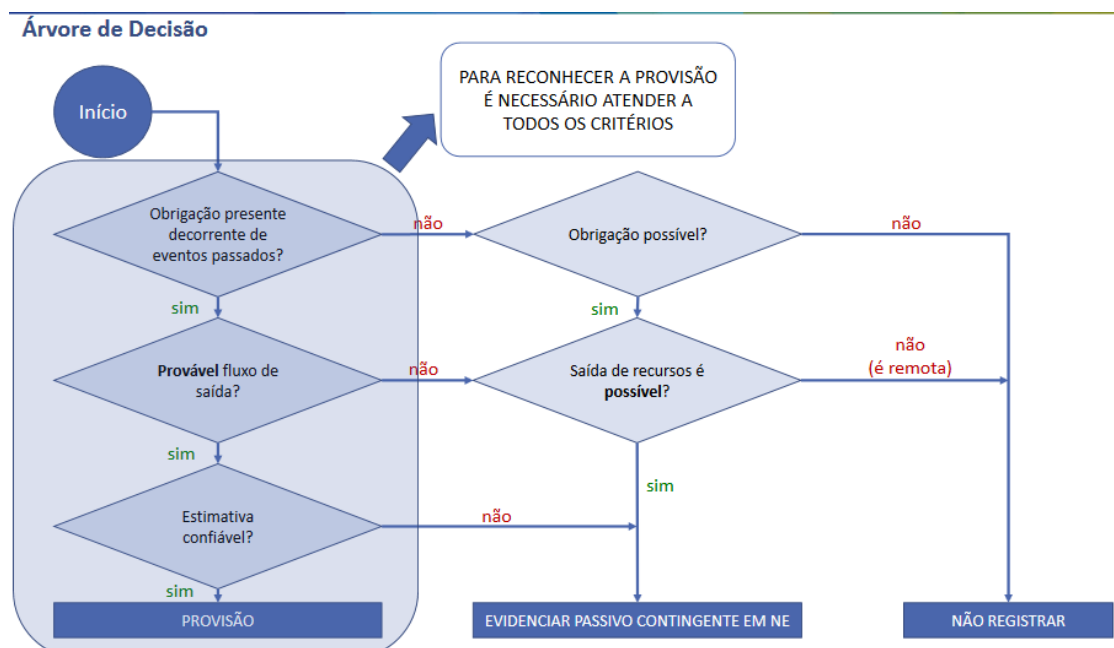 Árvore de Decisão
PARA RECONHECER A PROVISÃO
É NECESSÁRIO ATENDER A
TODOS OS CRITÉRIOS
Início
Obrigação presente
decorrente de
eventos passados?
não
Obrigação possível?
não
sim
sim
Provável fluxo de
saída?
não
Saída de recursos é
possível?
não
(é remota)
sim
sim
Estimativa
confiável?
não
sim
PROVISÃO
EVIDENCIAR PASSIVO CONTINGENTE EM NE
NÃO REGISTRAR